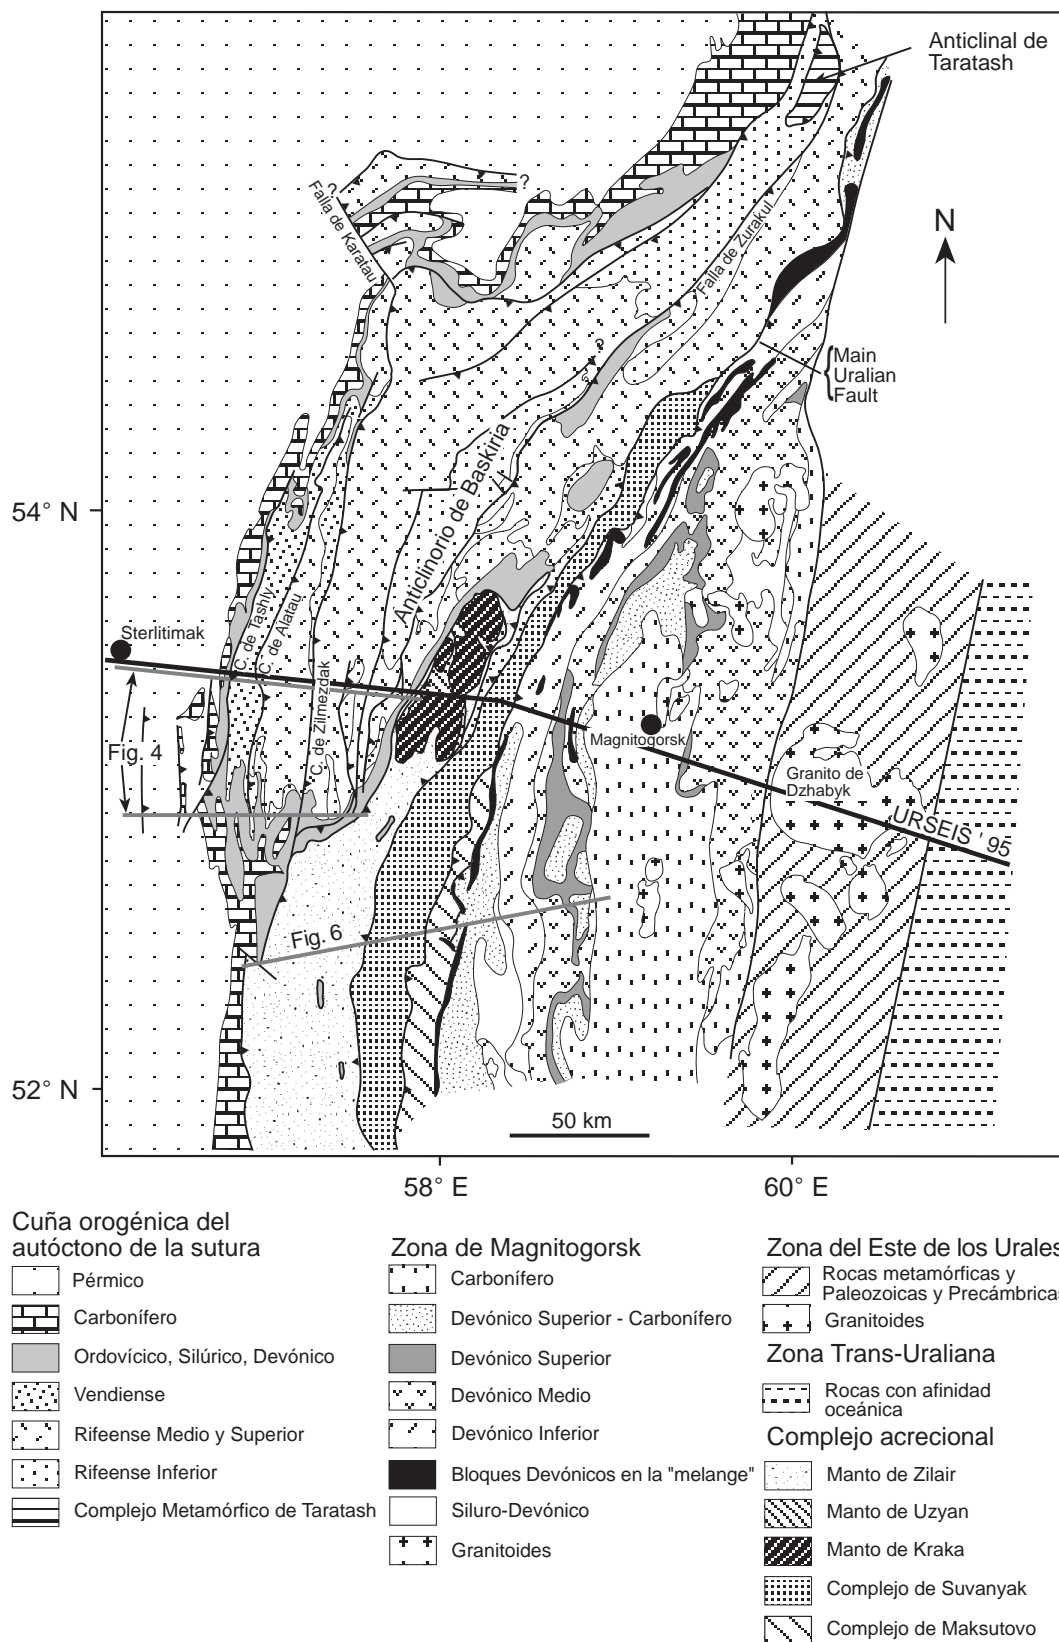 Anticlinal de
Taratash
?
?
Falla de Karatau
Falla de Zurakul
N
Main
Uralian
Fault
?
54° N
Anticlinorio de Baskiria
Sterlitimak
C. de Tashly
C. de Alatau
C. de Zilmezdak
Fig. 4
Magnitogorsk
Granito de
Dzhabyk
URSEIS ' 95
Fig. 6
52° N
50 km
58° E
60° E
Cuña orogénica del
autóctono de la sutura
Pérmico
Carbonífero
Ordovícico, Silúrico, Devónico
Vendiense
Rifeense Medio y Superior
Rifeense Inferior
Complejo Metamórfico de Taratash
Zona de Magnitogorsk
Carbonífero
Devónico Superior - Carbonífero
Devónico Superior
Devónico Medio
Devónico Inferior
Bloques Devónicos en la "melange"
Siluro-Devónico
Granitoides
Zona del Este de los Urales
Rocas metamórficas y
Paleozoicas y Precámbricas
Granitoides
Zona Trans-Uraliana
Rocas con afinidad
oceánica
Complejo acrecional
Manto de Zilair
Manto de Uzyan
Manto de Kraka
Complejo de Suvanyak
Complejo de Maksutovo